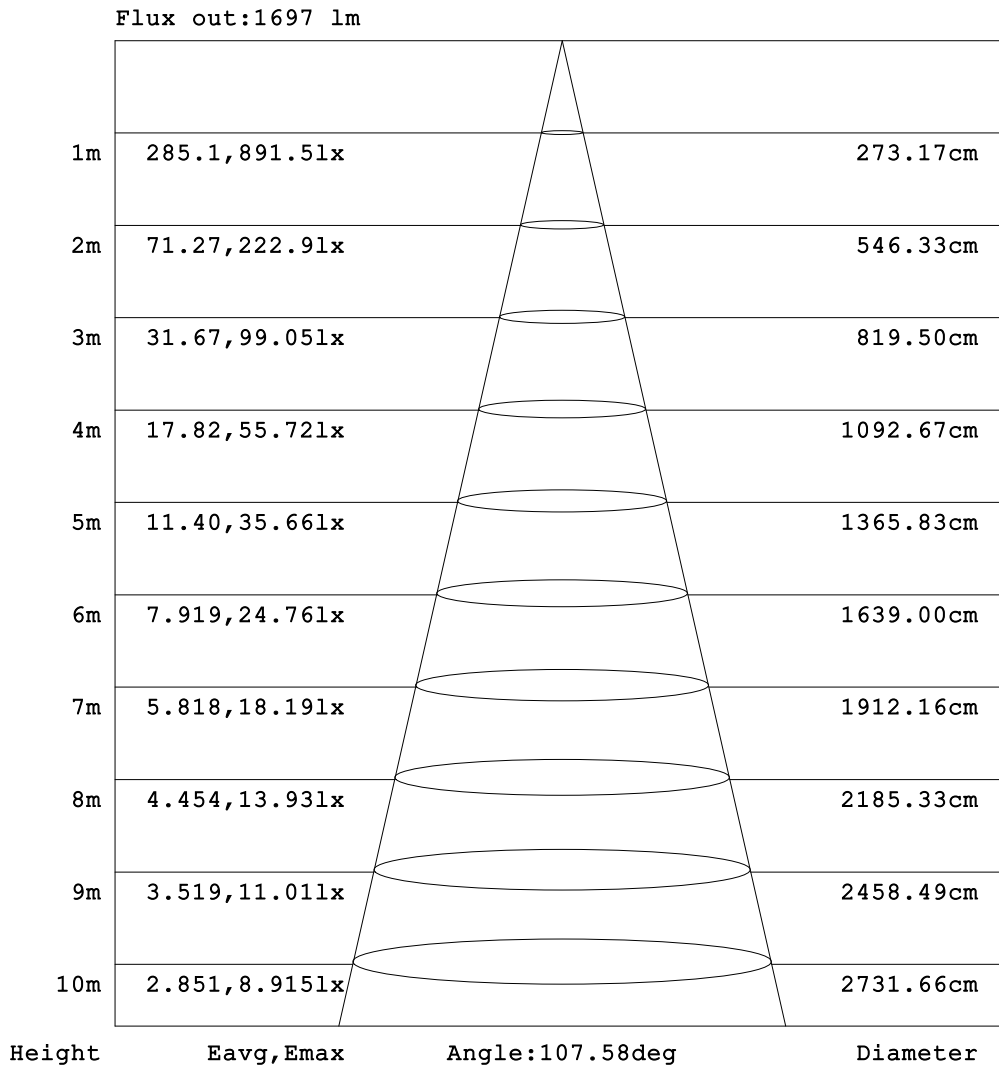 Flux out:1697 lm
1m 285.1,891.5lx 273.17cm
2m 71.27,222.9lx 546.33cm
3m 31.67,99.05lx 819.50cm
4m 17.82,55.72lx 1092.67cm
5m 11.40,35.66lx 1365.83cm
6m 7.919,24.76lx 1639.00cm
7m 5.818,18.19lx 1912.16cm
8m 4.454,13.93lx 2185.33cm
9m 3.519,11.01lx 2458.49cm
10m 2.851,8.915lx 2731.66cm
Height Eavg,Emax Angle:107.58deg Diameter